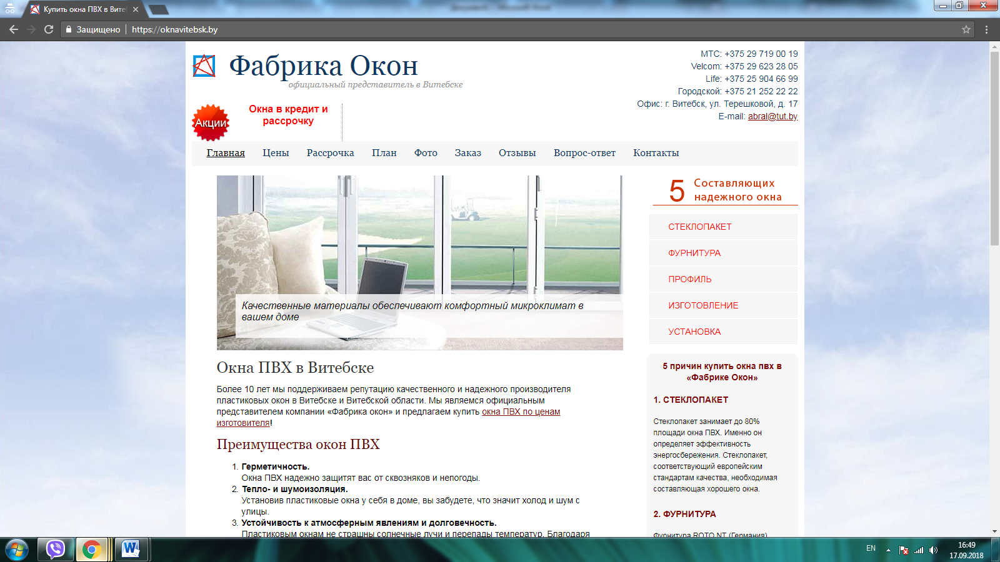 Купить окна ПВХ в Вите
Защищено
https://oknavitebsk.by
Фабрика Окон
официальный представитель в Витебске
МТС: +375 29 719 00 19
Velcom: +375 29 623 28 05
Life: +375 25 904 66 99
Городской: +375 21 252 22 22
Офис: г. Витебск, ул. Терешковой, д. 17
E-mail: abral@tut.by
Акции
Окна в кредит и
рассрочку
Главная Цены Рассрочка План Фото Заказ Отзывы Вопрос-ответ Контакты
Качественные материалы обеспечивают комфортный микроклимат в
вашем доме
Окна ПВХ в Витебске
Более 10 лет мы поддерживаем репутацию качественного и надежного производителя
пластиковых окон в Витебске и Витебской области. Мы являемся официальным
представителем компании «Фабрика окон» и предлагаем купить окна ПВХ по ценам
изготовителя!
Преимущества окон ПВХ
1. Герметичность.
Окна ПВХ надежно защитят вас от сквозняков и непогоды.
2. Тепло- и шумоизоляция.
Установив пластиковые окна у себя в доме, вы забудете, что значит холод и шум с
улицы.
3. Устойчивость к атмосферным явлениям и долговечность.
Пластиковым окнам не страшны солнечные лучи и перепады температур. Благодаря
5 Составляющих
надежного окна
СТЕКЛОПАКЕТ
ФУРНИТУРА
ПРОФИЛЬ
ИЗГОТОВЛЕНИЕ
УСТАНОВКА
5 причин купить окна пвх в
«Фабрике Окон»
1. СТЕКЛОПАКЕТ
Стеклопакет занимает до 80%
площади окна ПВХ. Именно он
определяет эффективность
энергосбережения. Стеклопакет,
соответствующий европейским
стандартам качества, необходимая
составляющая хорошего окна.
2. ФУРНИТУРА
Фурнитура ROTO NT (Германия)
EN
16:49
17.09.2018